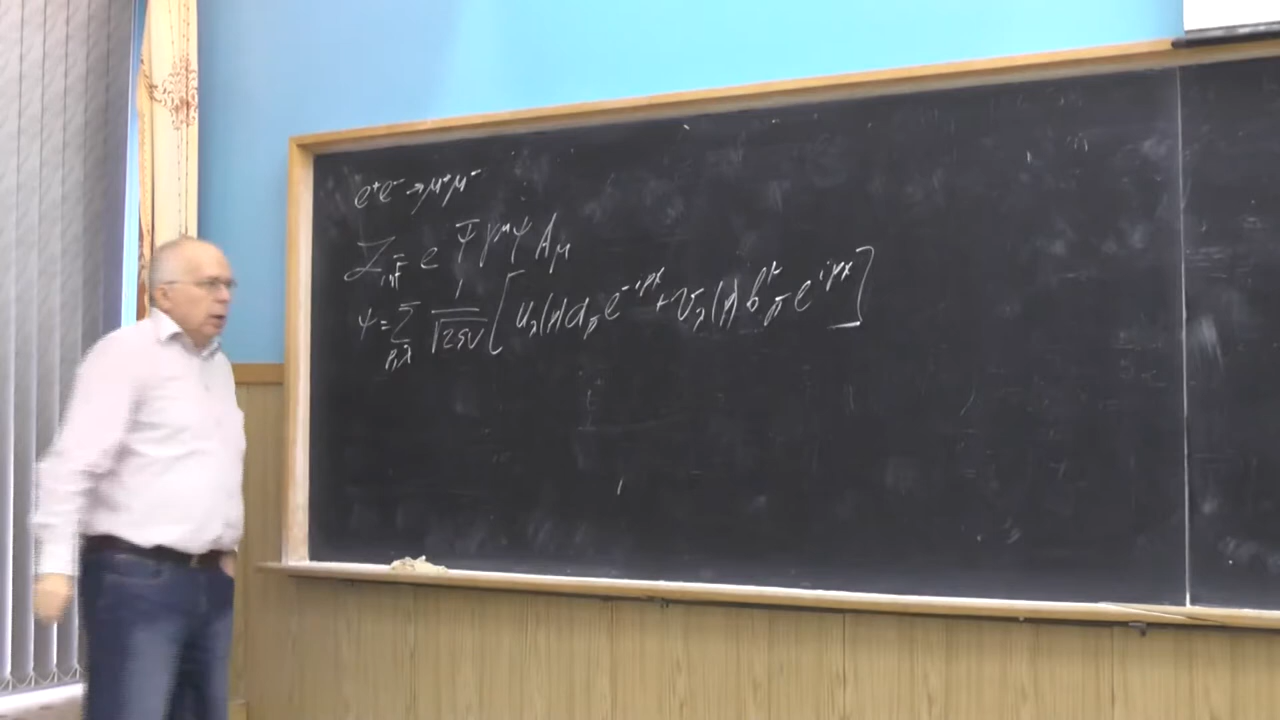 e⁺e⁻ → μ⁺μ⁻
ℒ_int = e Ψ̄ γ^μ ψ A_μ
ψ = Σ_{p,λ} 1/√(2εV) [ u_λ(p) a_p e^{-ipx} + v_λ(p) b⁺_p e^{ipx} ]